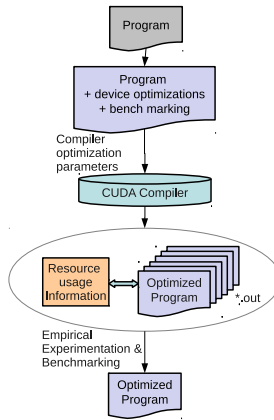 Program
Program
+ device optimizations
+ bench marking
Compiler
optimization
parameters
CUDA Compiler
Resource
usage
Information
Optimized
Program
*.out
Empirical
Experimentation &
Benchmarking
Optimized
Program